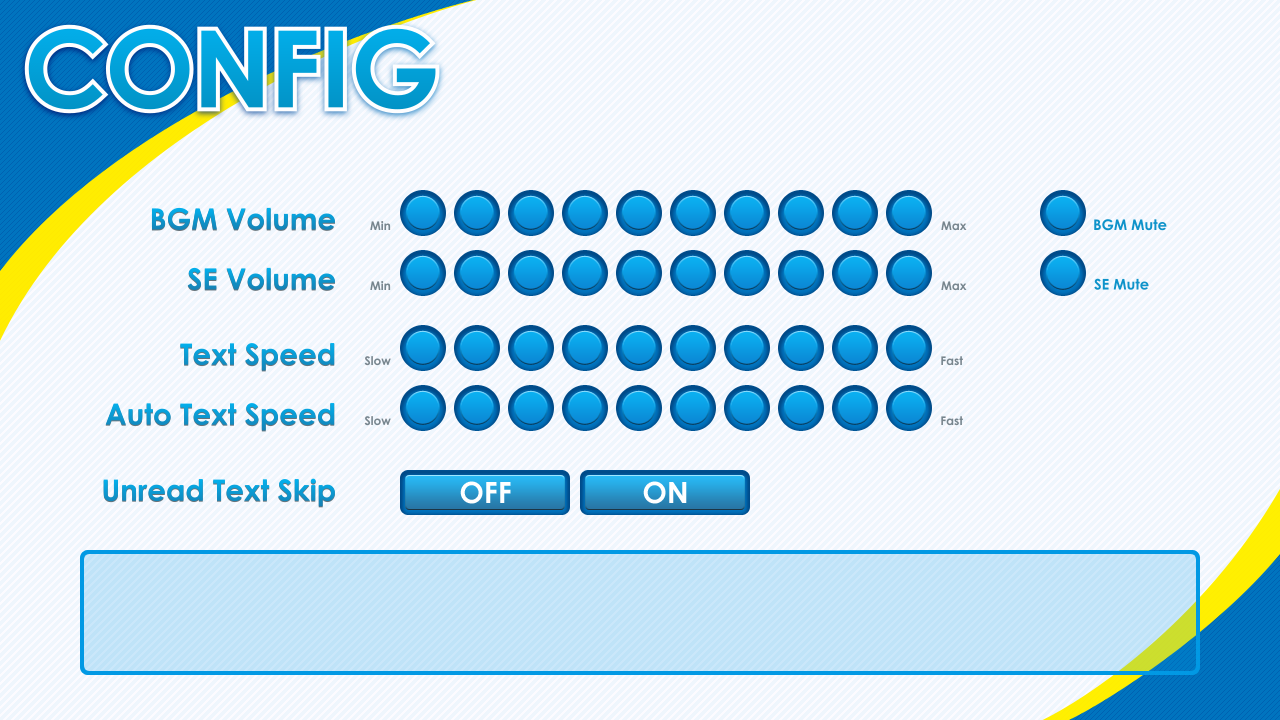 CONFIG
BGM Volume Min Max BGM Mute
SE Volume Min Max SE Mute
Text Speed Slow Fast
Auto Text Speed Slow Fast
Unread Text Skip OFF ON